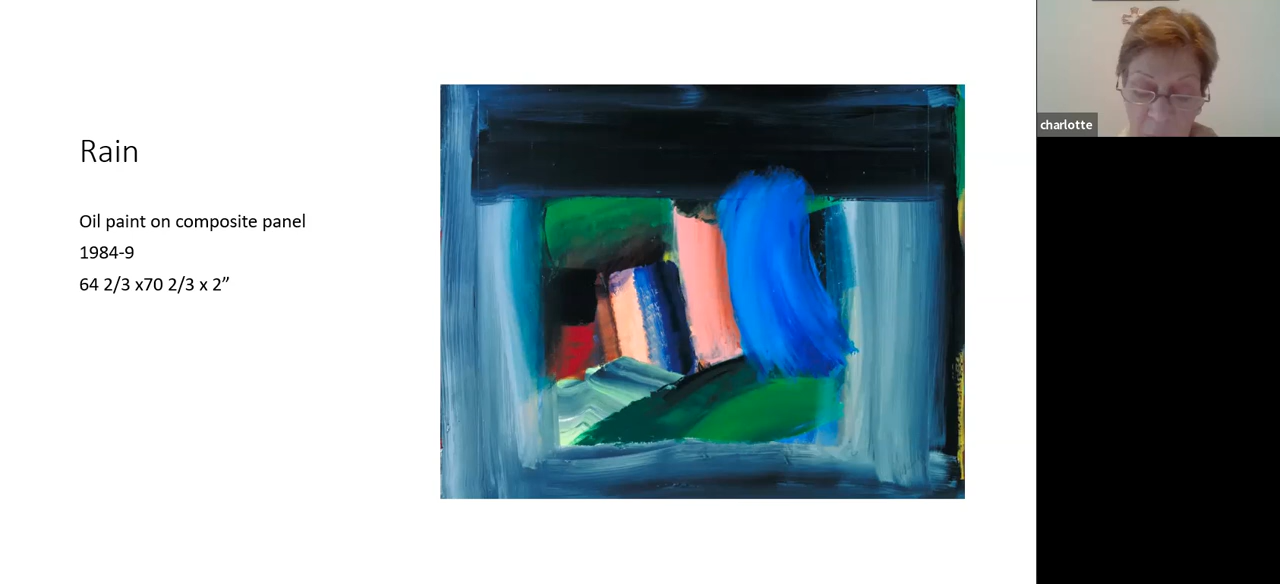 Rain
Oil paint on composite panel
1984-9
64 2/3 x70 2/3 x 2”
charlotte